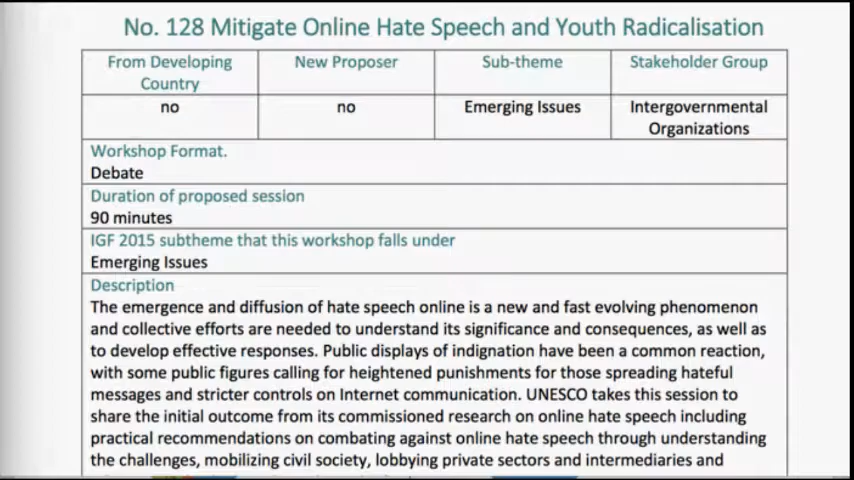 No. 128 Mitigate Online Hate Speech and Youth Radicalisation
From Developing Country New Proposer Sub-theme Stakeholder Group
no no Emerging Issues Intergovernmental Organizations
Workshop Format.
Debate
Duration of proposed session
90 minutes
IGF 2015 subtheme that this workshop falls under
Emerging Issues
Description
The emergence and diffusion of hate speech online is a new and fast evolving phenomenon
and collective efforts are needed to understand its significance and consequences, as well as
to develop effective responses. Public displays of indignation have been a common reaction,
with some public figures calling for heightened punishments for those spreading hateful
messages and stricter controls on Internet communication. UNESCO takes this session to
share the initial outcome from its commissioned research on online hate speech including
practical recommendations on combating against online hate speech through understanding
the challenges, mobilizing civil society, lobbying private sectors and intermediaries and